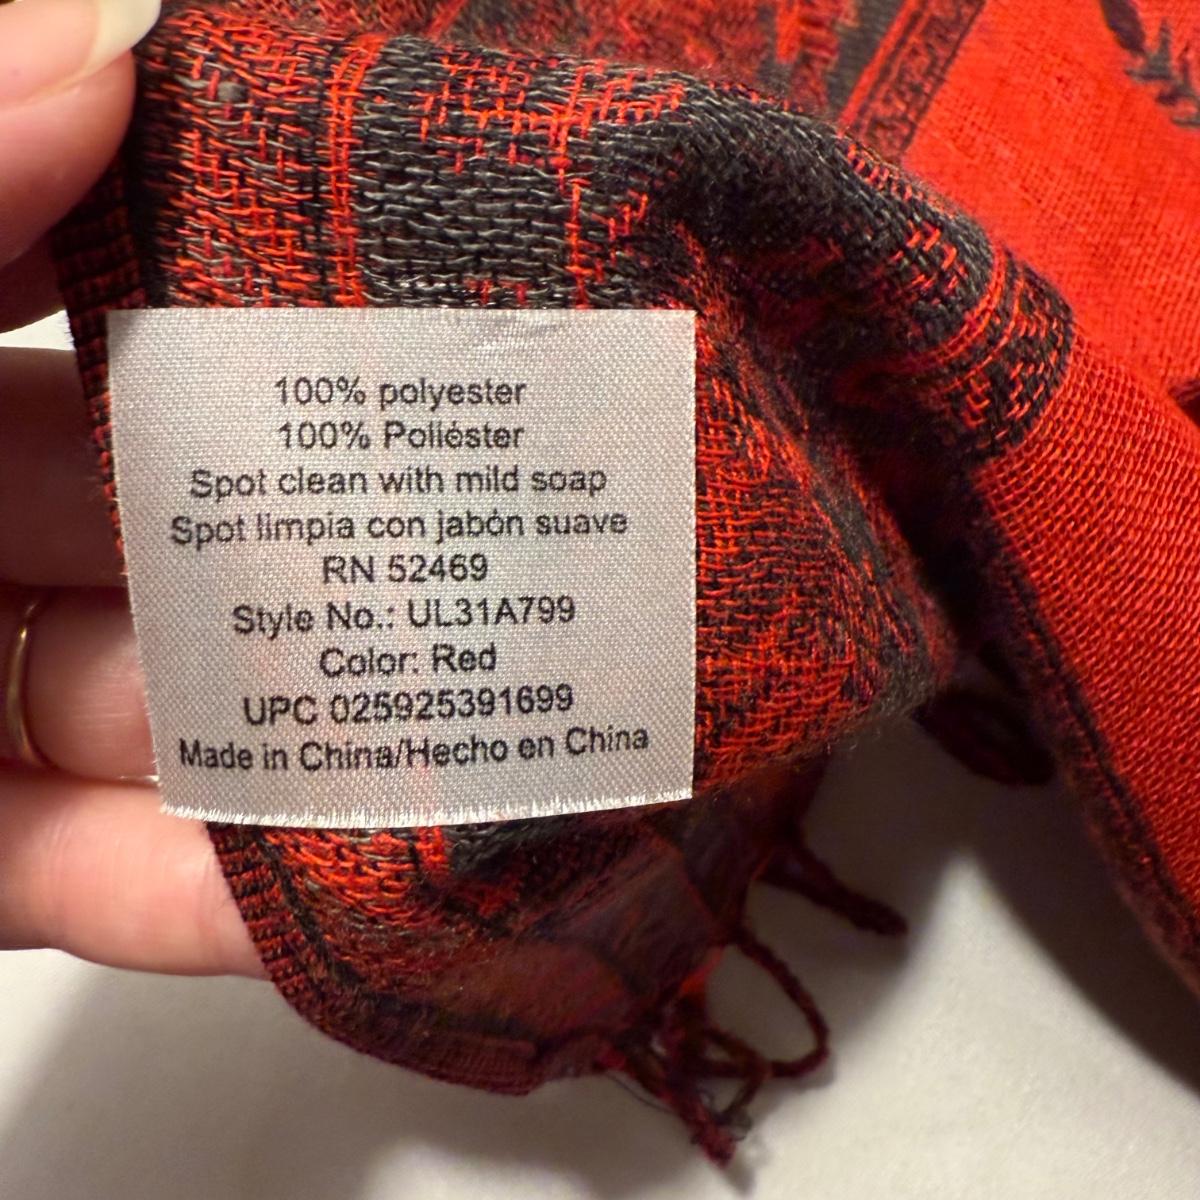 100% polyester
100% Poliéster
Spot clean with mild soap
Spot limpia con jabón suave
RN 52469
Style No.: UL31A799
Color: Red
UPC 025925391699
Made in China/Hecho en China